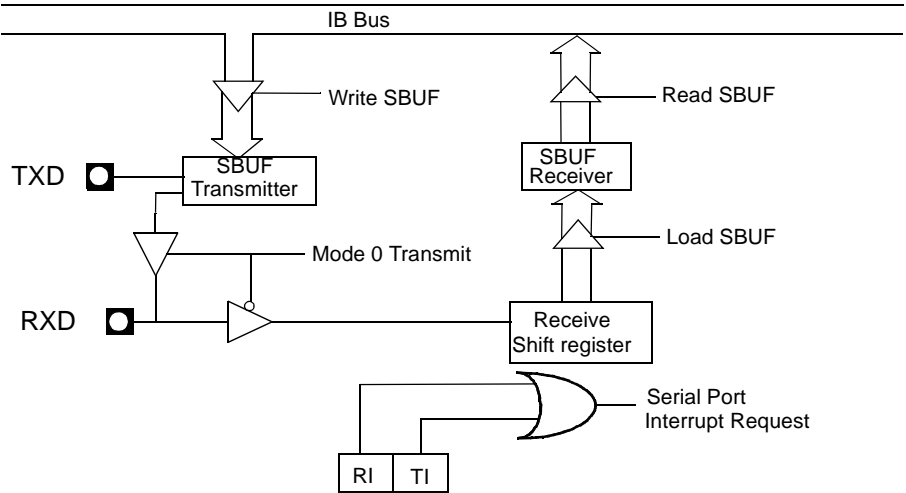 IB Bus
Write SBUF
Read SBUF
TXD
SBUF
Transmitter
SBUF
Receiver
Mode 0 Transmit
Load SBUF
RXD
Receive
Shift register
Serial Port
Interrupt Request
RI TI